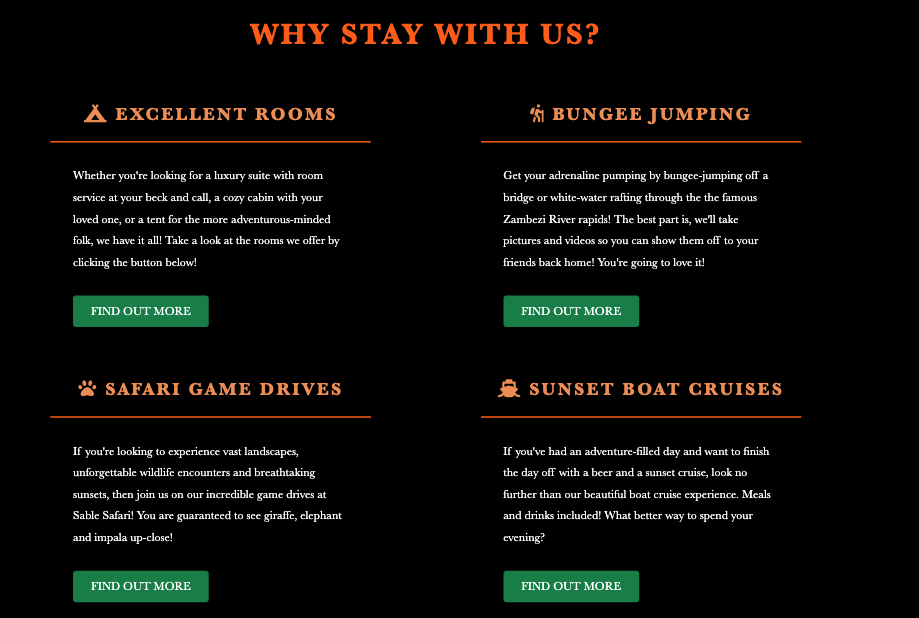 WHY STAY WITH US?
EXCELLENT ROOMS
Whether you're looking for a luxury suite with room
service at your beck and call, a cozy cabin with your
loved one, or a tent for the more adventurous-minded
folk, we have it all! Take a look at the rooms we offer by
clicking the button below!
FIND OUT MORE
BUNGEE JUMPING
Get your adrenaline pumping by bungee-jumping off a
bridge or white-water rafting through the the famous
Zambezi River rapids! The best part is, we'll take
pictures and videos so you can show them off to your
friends back home! You're going to love it!
FIND OUT MORE
SAFARI GAME DRIVES
If you're looking to experience vast landscapes,
unforgettable wildlife encounters and breathtaking
sunsets, then join us on our incredible game drives at
Sable Safari! You are guaranteed to see giraffe, elephant
and impala up-close!
FIND OUT MORE
SUNSET BOAT CRUISES
If you've had an adventure-filled day and want to finish
the day off with a beer and a sunset cruise, look no
further than our beautiful boat cruise experience. Meals
and drinks included! What better way to spend your
evening?
FIND OUT MORE